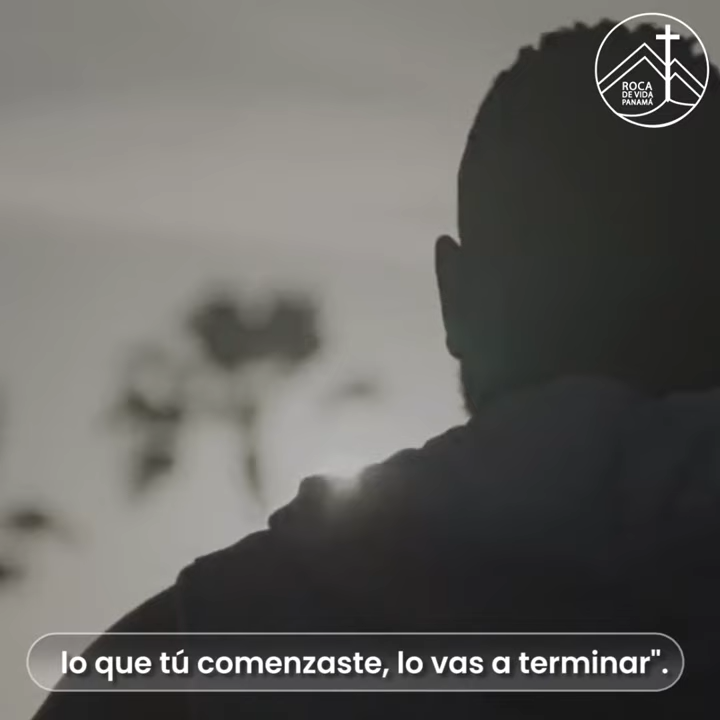 ROCA
DE VIDA
PANAMÁ
lo que tú comenzaste, lo vas a terminar".